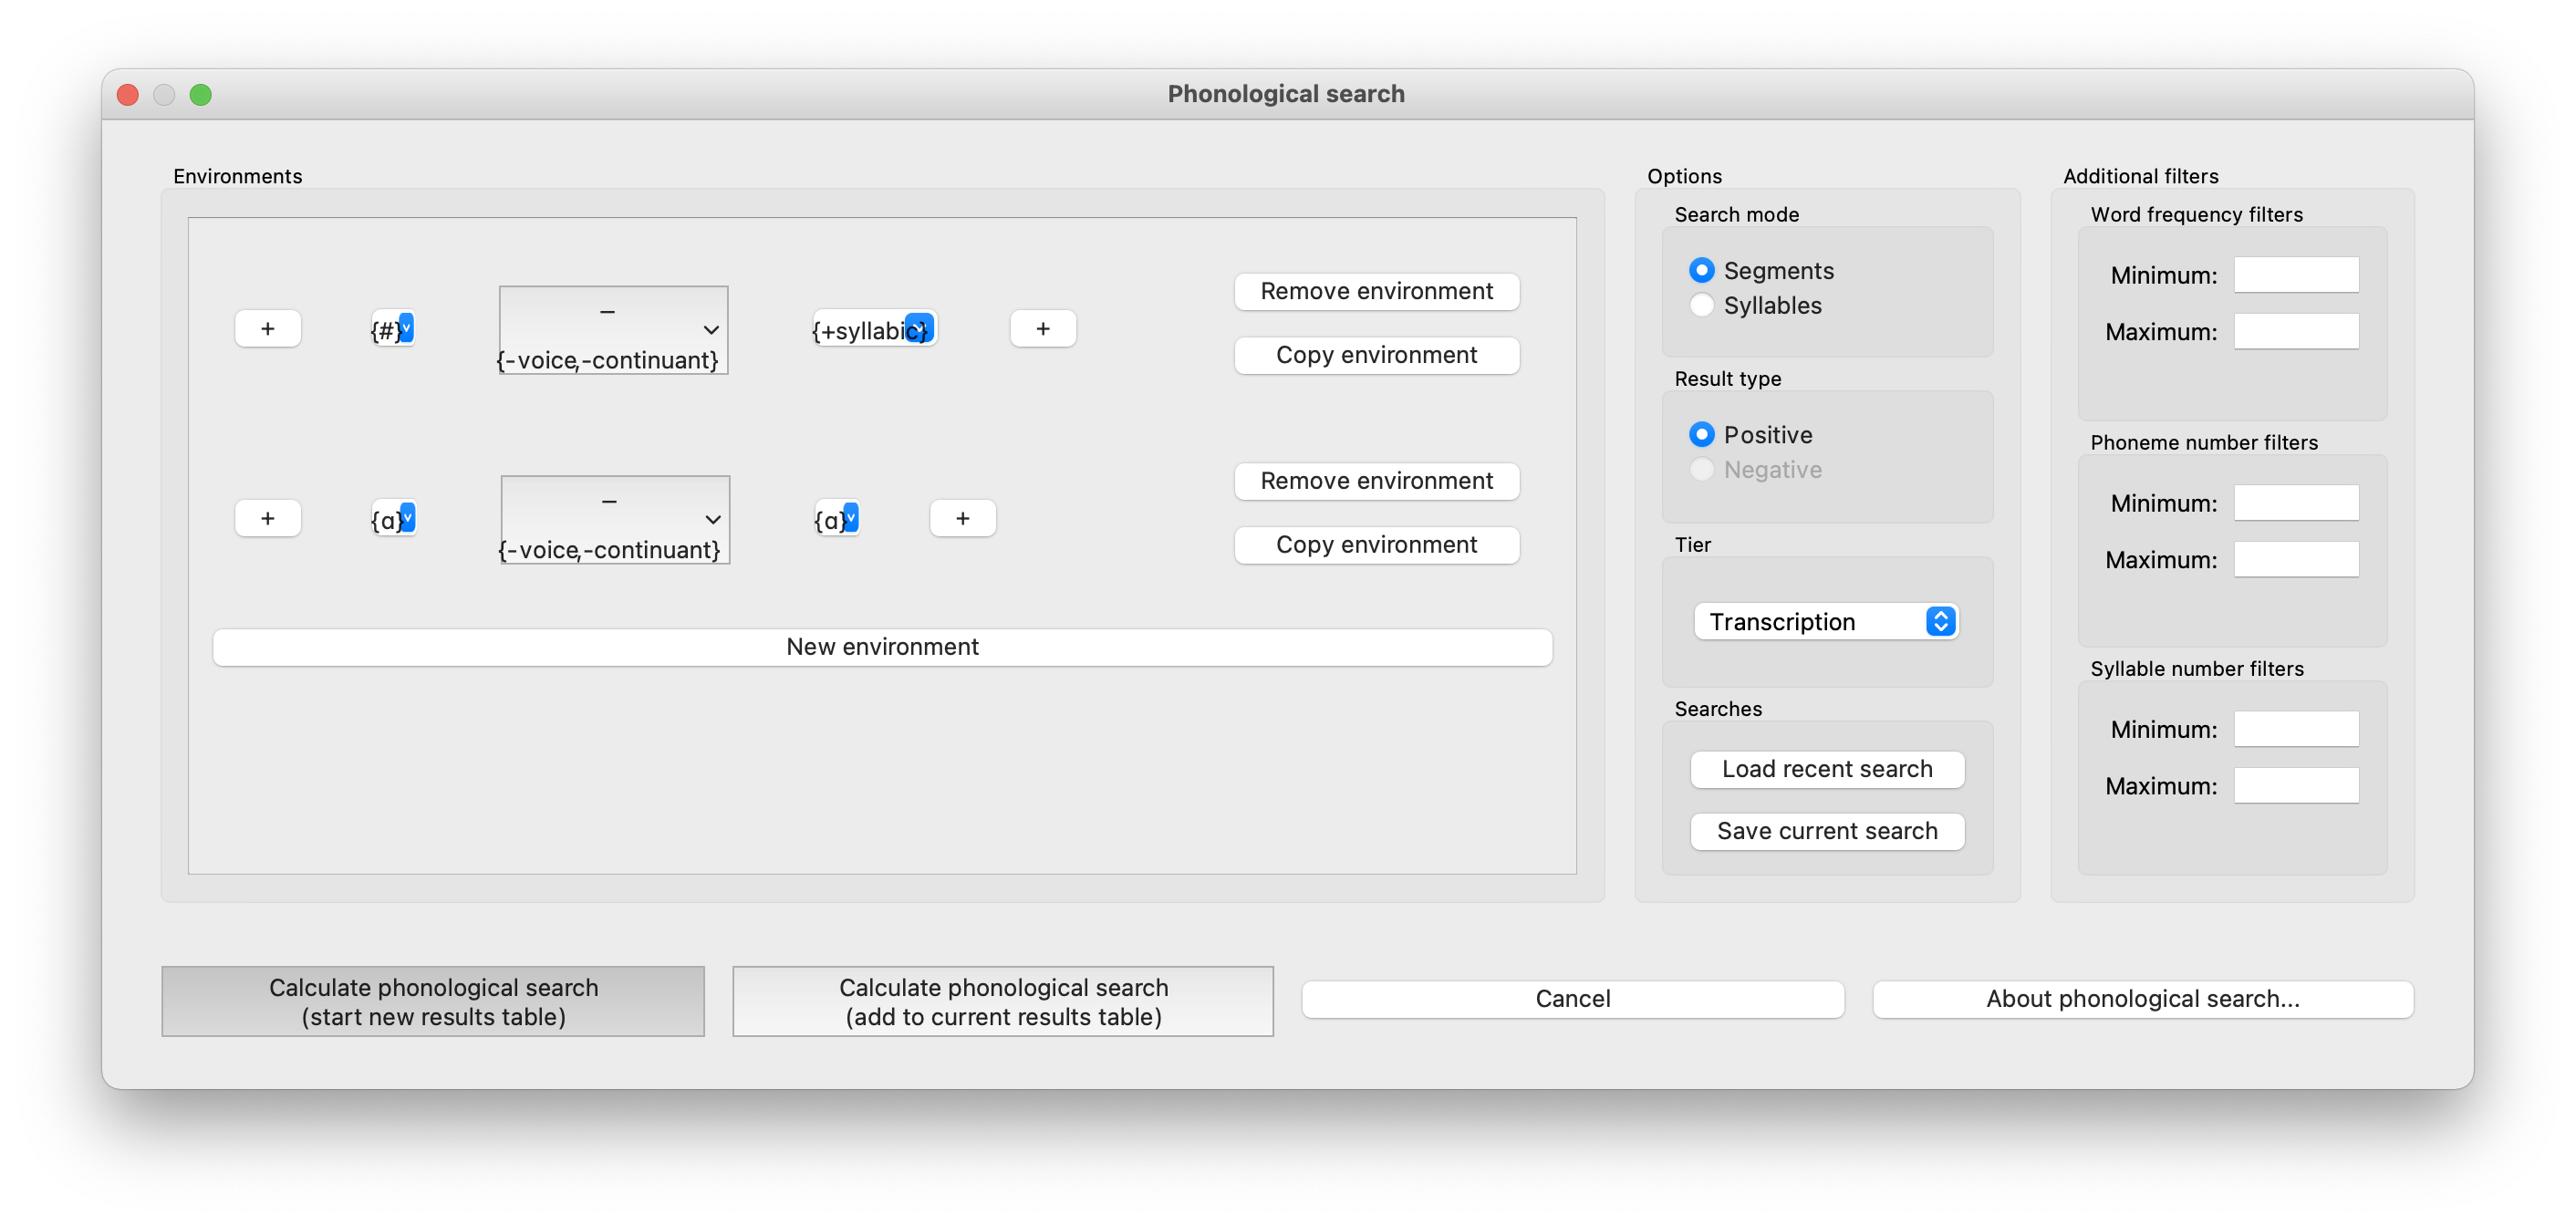 Phonological search
Environments
+ {#} _ {-voice,-continuant} {+syllabic} +
Remove environment
Copy environment
+ {ɑ} _ {-voice,-continuant} {ɑ} +
Remove environment
Copy environment
New environment
Options
Search mode
Segments
Syllables
Result type
Positive
Negative
Tier
Transcription
Searches
Load recent search
Save current search
Additional filters
Word frequency filters
Minimum:
Maximum:
Phoneme number filters
Minimum:
Maximum:
Syllable number filters
Minimum:
Maximum:
Calculate phonological search
(start new results table)
Calculate phonological search
(add to current results table)
Cancel
About phonological search...